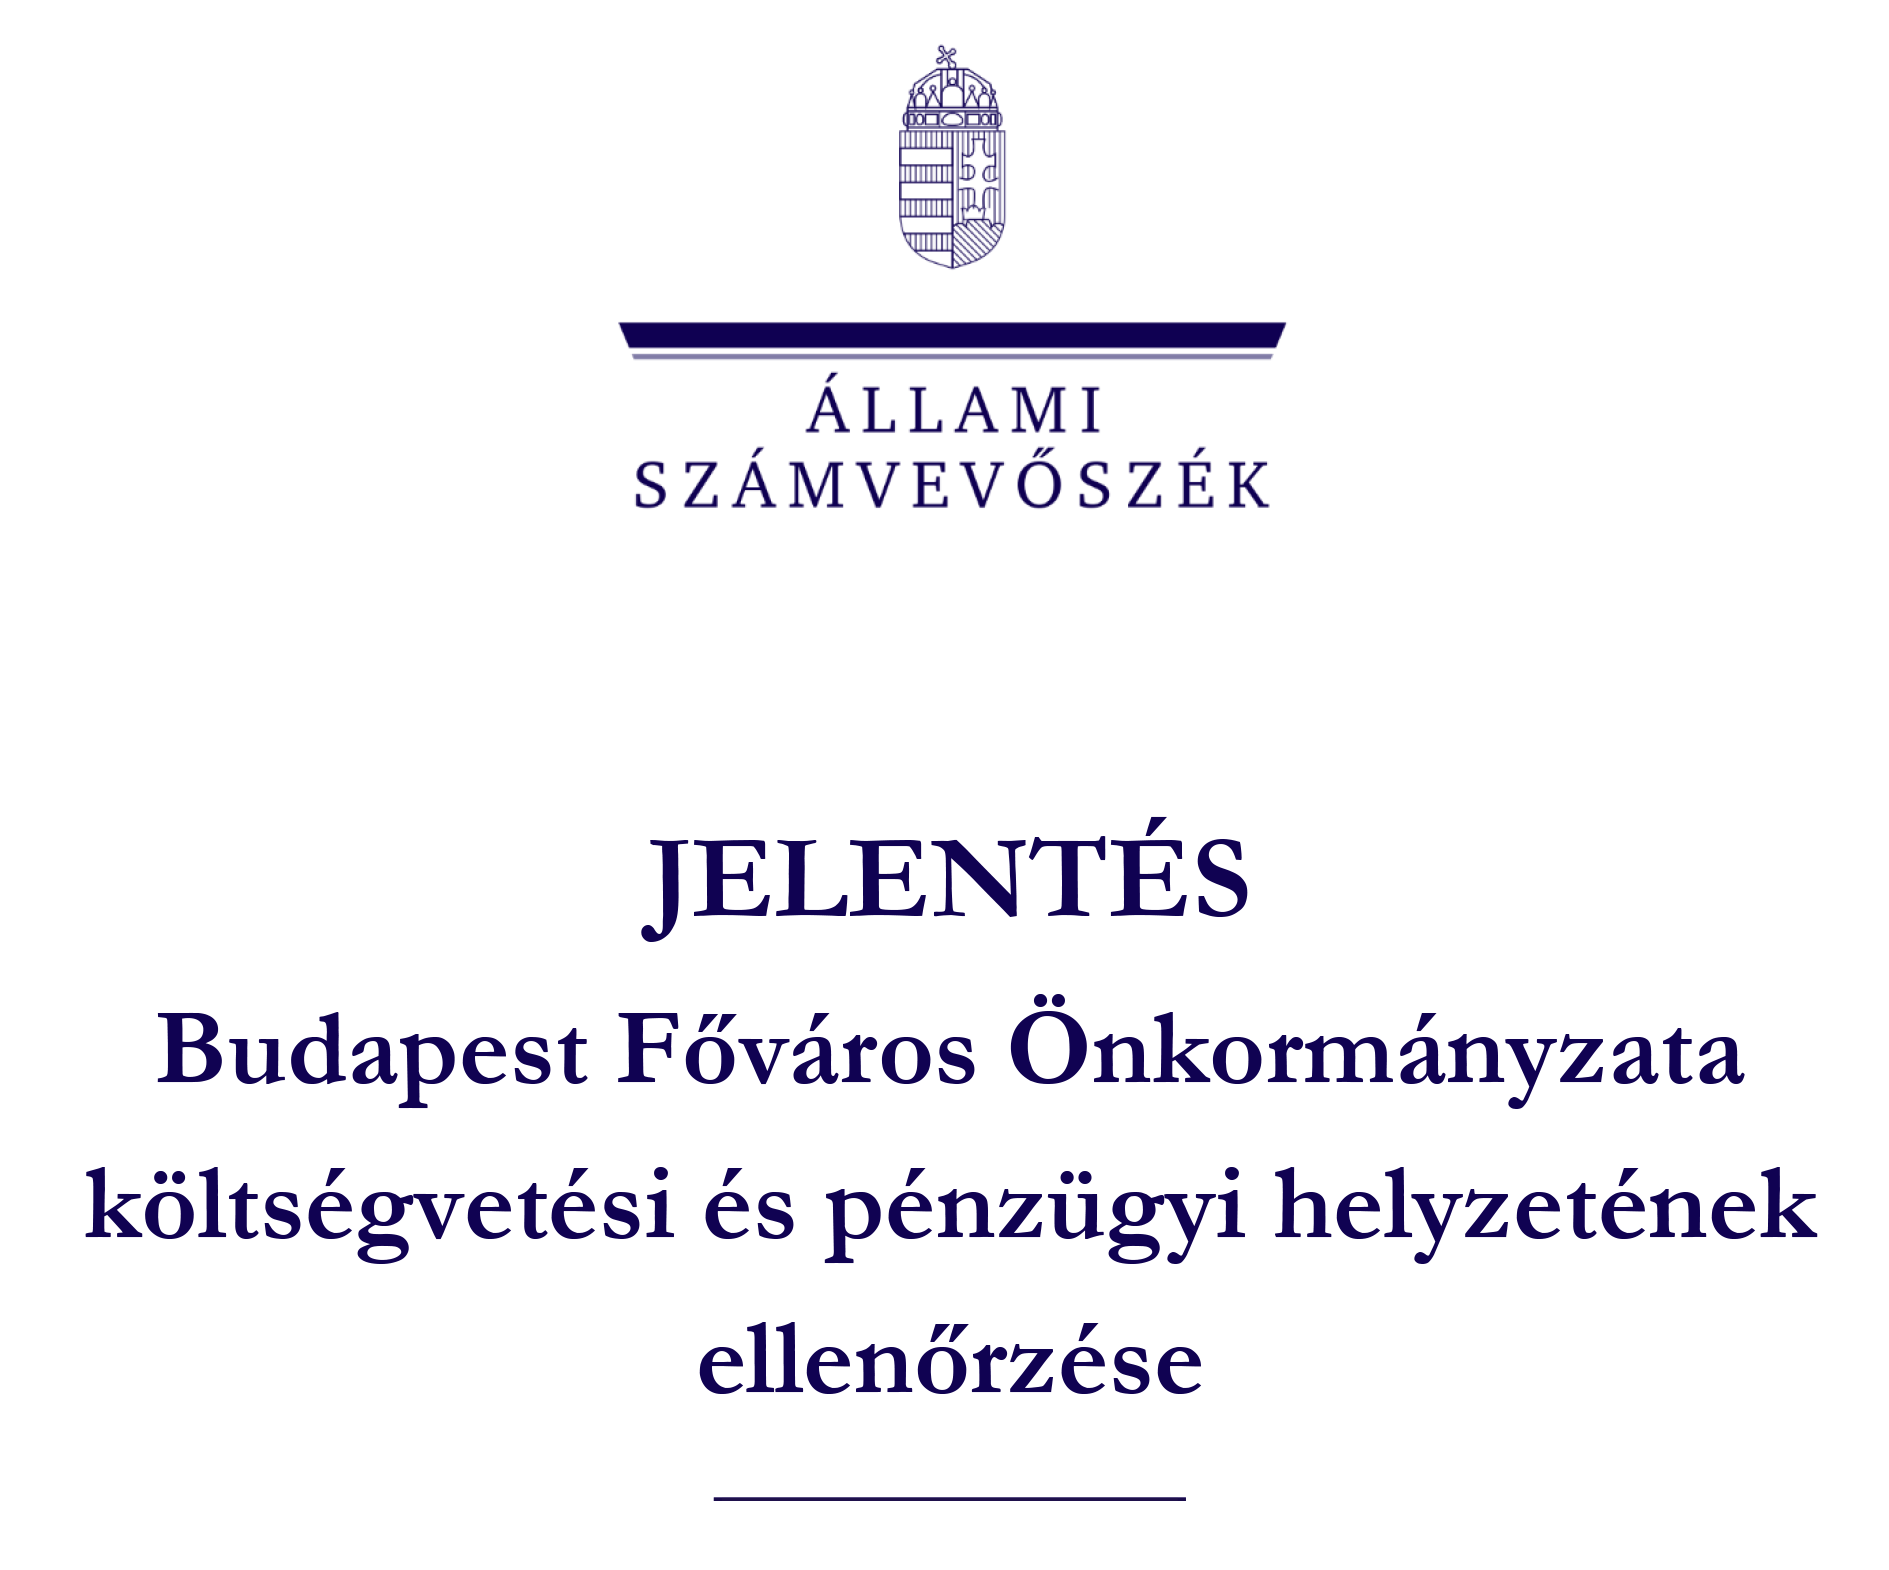 ÁLLAMI
SZÁMVEVŐSZÉK
JELENTÉS
Budapest Főváros Önkormányzata
költségvetési és pénzügyi helyzetének
ellenőrzése